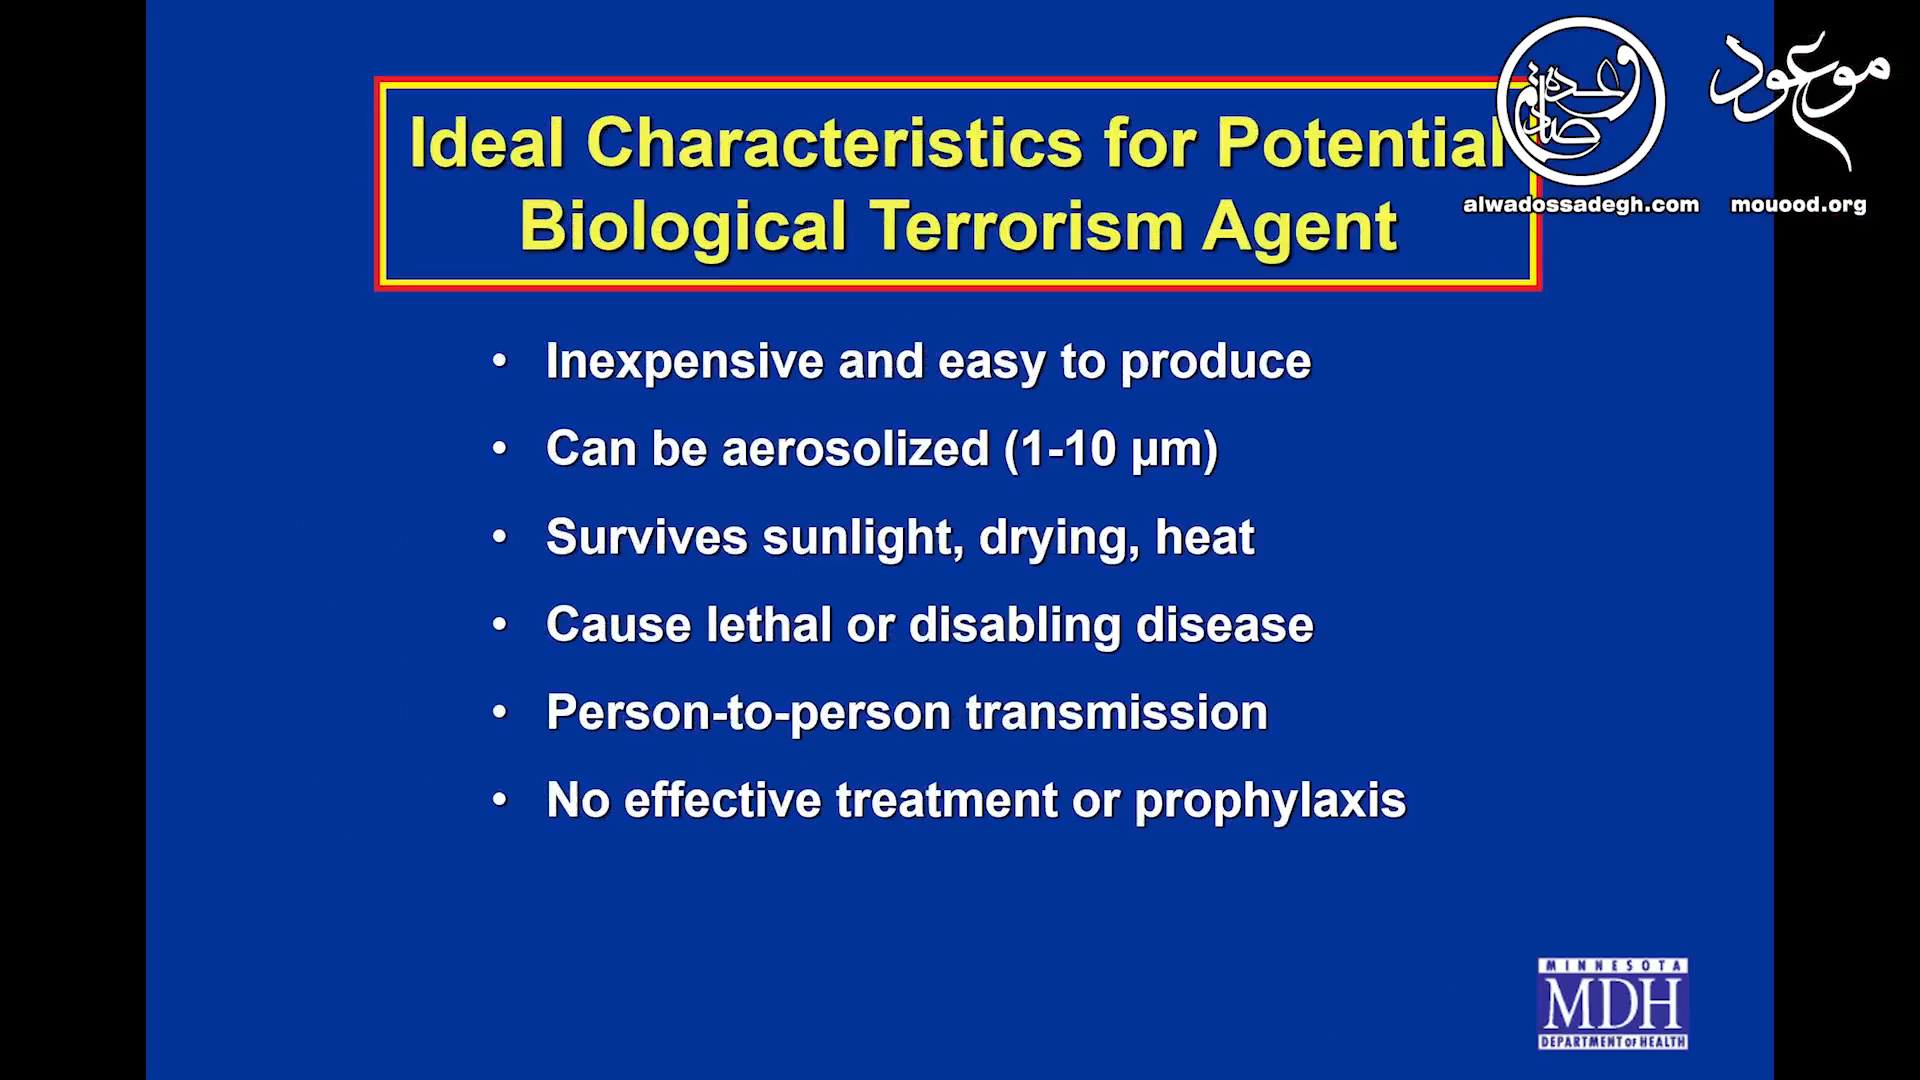 Ideal Characteristics for Potential
Biological Terrorism Agent
وعده صادق
موعود
alwadossadegh.com
mouood.org
• Inexpensive and easy to produce
• Can be aerosolized (1-10 µm)
• Survives sunlight, drying, heat
• Cause lethal or disabling disease
• Person-to-person transmission
• No effective treatment or prophylaxis
MINNESOTA
MDH
DEPARTMENT OF HEALTH